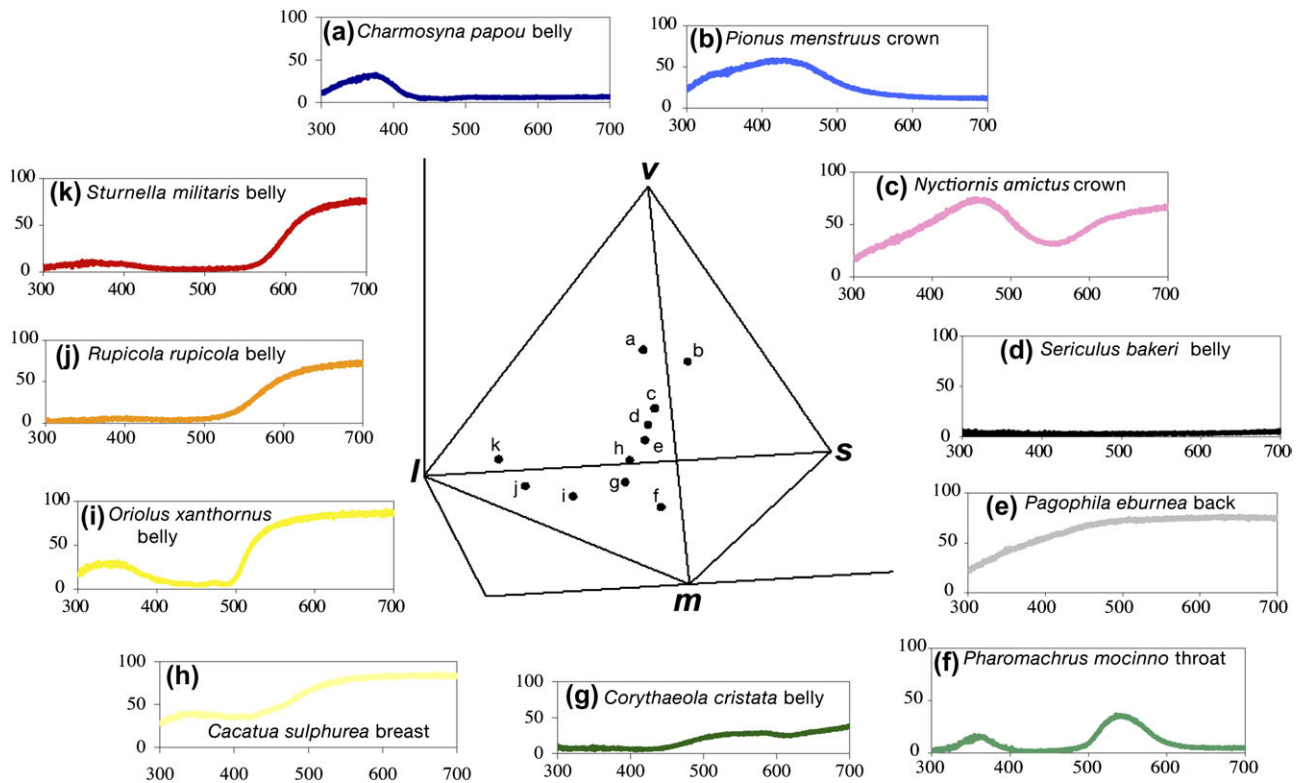 (a) Charmosyna papou belly
100
50
0
300 400 500 600 700
(b) Pionus menstruus crown
100
50
0
300 400 500 600 700
(k) Sturnella militaris belly
100
50
0
300 400 500 600 700
(c) Nyctiornis amictus crown
100
50
0
300 400 500 600 700
(j) Rupicola rupicola belly
100
50
0
300 400 500 600 700
(d)
Sericulus bakeri belly
100
50
0
300 400 500 600 700
(i) Oriolus xanthornus
belly
100
50
0
300 400 500 600 700
(e)
Pagophila eburnea back
100
50
0
300 400 500 600 700
(h)
Cacatua sulphurea breast
100
50
0
300 400 500 600 700
(g) Corythaeola cristata belly
100
50
0
300 400 500 600 700
(f) Pharomachrus mocinno throat
100
50
0
300 400 500 600 700
v
a
b
c
d
e
k
h
l
s
j
i
g
f
m